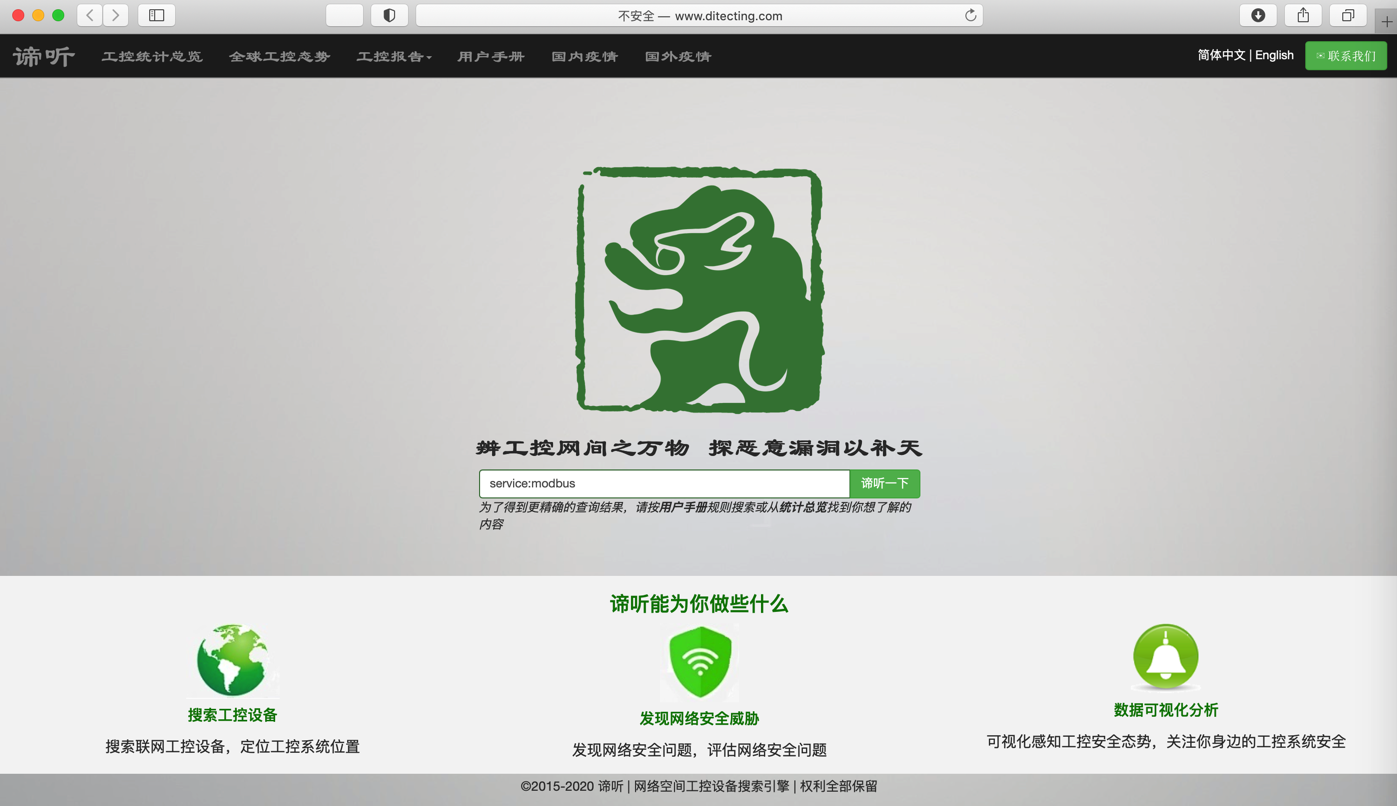 不安全 — www.ditecting.com
谛听 工控统计总览 全球工控态势 工控报告 用户手册 国内疫情 国外疫情 简体中文 | English 联系我们
辨工控网间之万物 探恶意漏洞以补天
service:modbus 谛听一下
为了得到更精确的查询结果，请按用户手册规则搜索或从统计总览找到你想了解的
内容
谛听能为你做些什么
搜索工控设备
搜索联网工控设备，定位工控系统位置
发现网络安全威胁
发现网络安全问题，评估网络安全问题
数据可视化分析
可视化感知工控安全态势，关注你身边的工控系统安全
©2015-2020 谛听 | 网络空间工控设备搜索引擎 | 权利全部保留